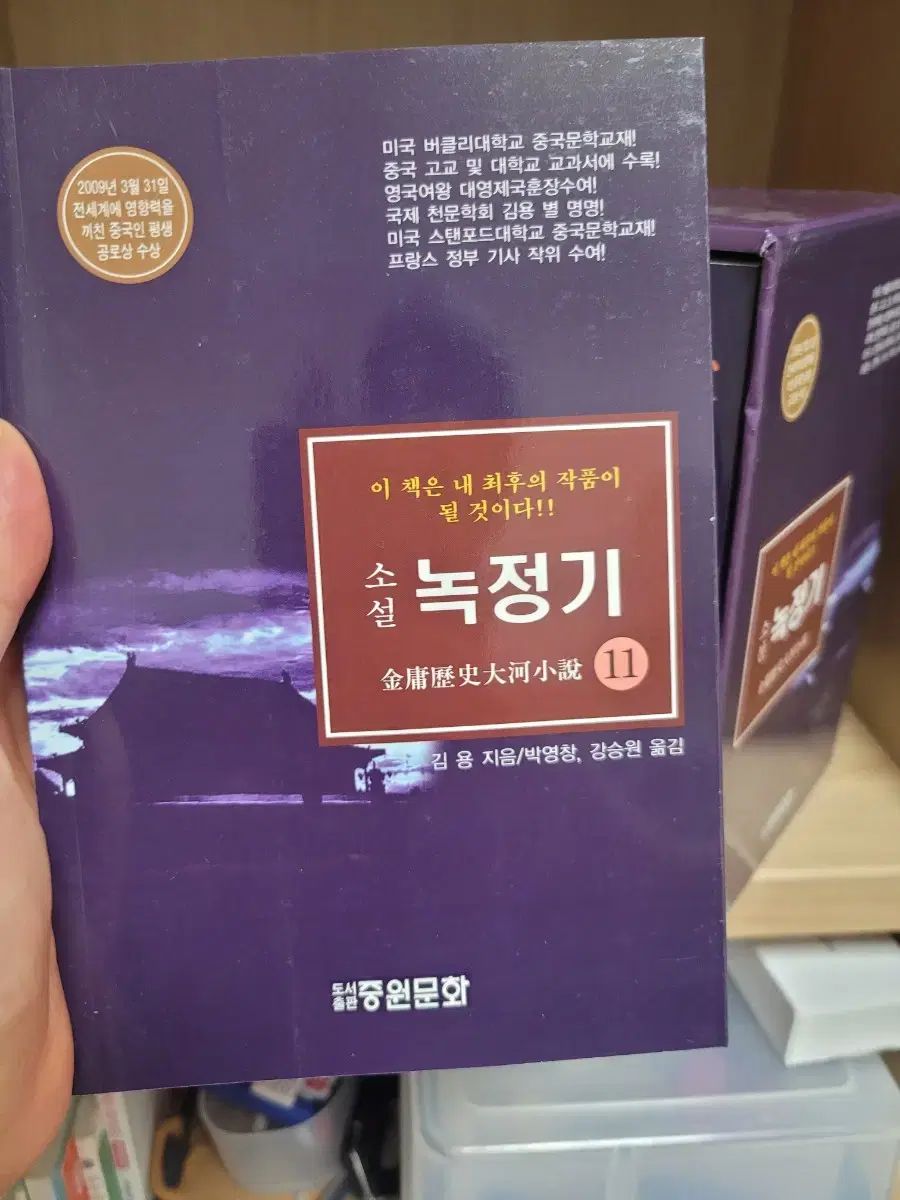 2009년 3월 31일
전세계에 영향력을
끼친 중국인 평생
공로상 수상
미국 버클리대학교 중국문학교재!
중국 고교 및 대학교 교과서에 수록!
영국여왕 대영제국훈장수여!
국제 천문학회 김용 별 명명!
미국 스탠포드대학교 중국문학교재!
프랑스 정부 기사 작위 수여!
이 책은 내 최후의 작품이
될 것이다!!
소설 녹정기
金庸歷史大河小說 11
김 용 지음/박영창, 강승원 옮김
도서출판 중원문화
소설 녹정기